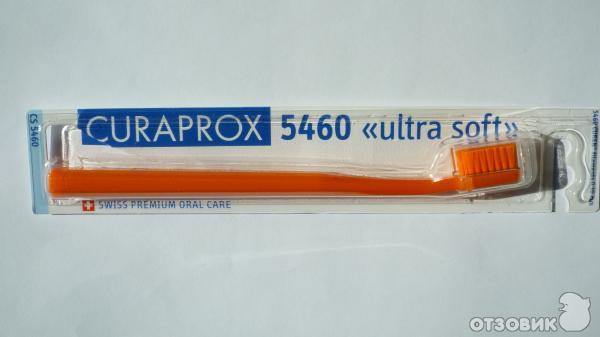 CS 5460
CURAPROX 5460 «ultra soft»
SWISS PREMIUM ORAL CARE
ОТЗОВИК